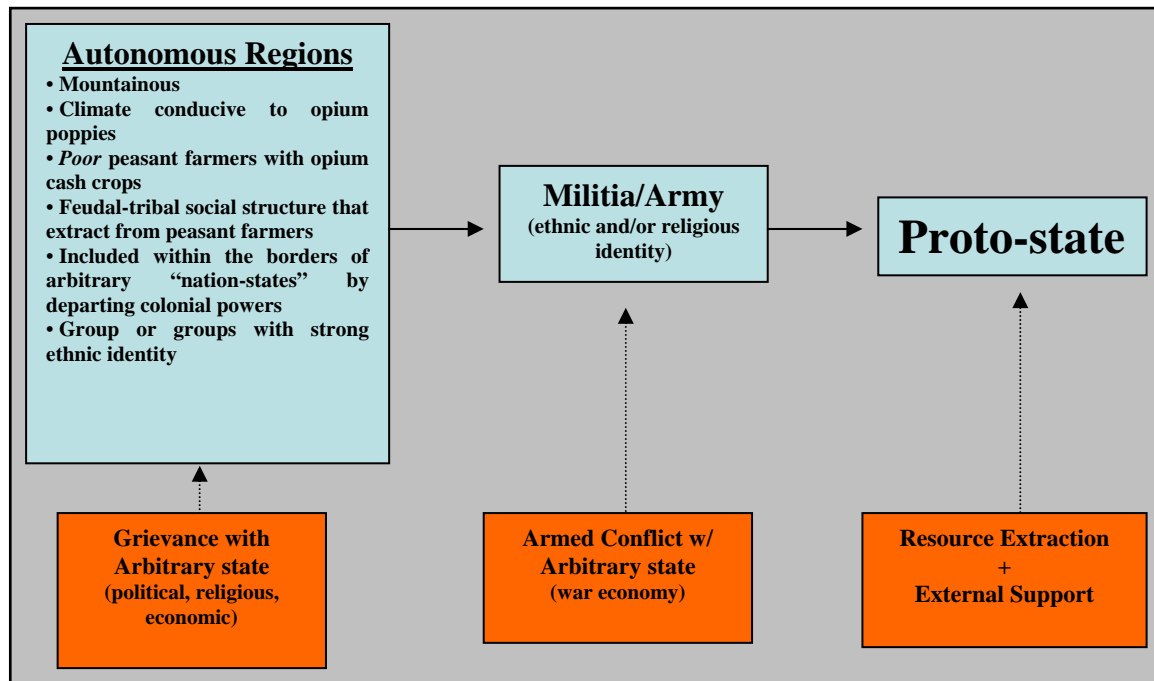 Autonomous Regions
• Mountainous
• Climate conducive to opium
poppies
• Poor peasant farmers with opium
cash crops
• Feudal-tribal social structure that
extract from peasant farmers
• Included within the borders of
arbitrary “nation-states” by
departing colonial powers
• Group or groups with strong
ethnic identity
Militia/Army
(ethnic and/or religious
identity)
Proto-state
Grievance with
Arbitrary state
(political, religious,
economic)
Armed Conflict w/
Arbitrary state
(war economy)
Resource Extraction
+
External Support